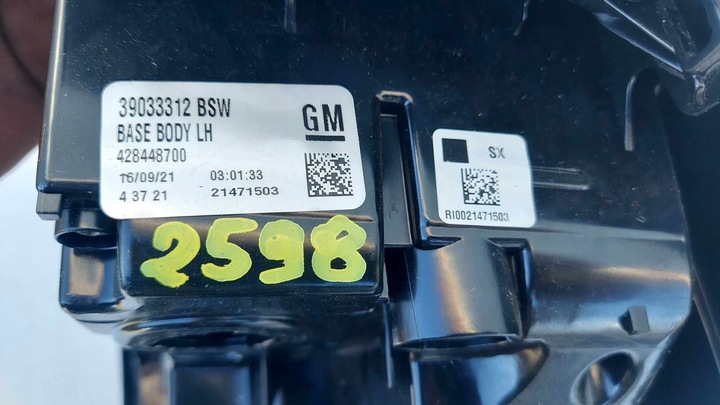 39033312 BSW
BASE BODY LH
428448700
16/09/21 03:01:33
4 37 21 21471503
GM
SX
RI0021471503
2598